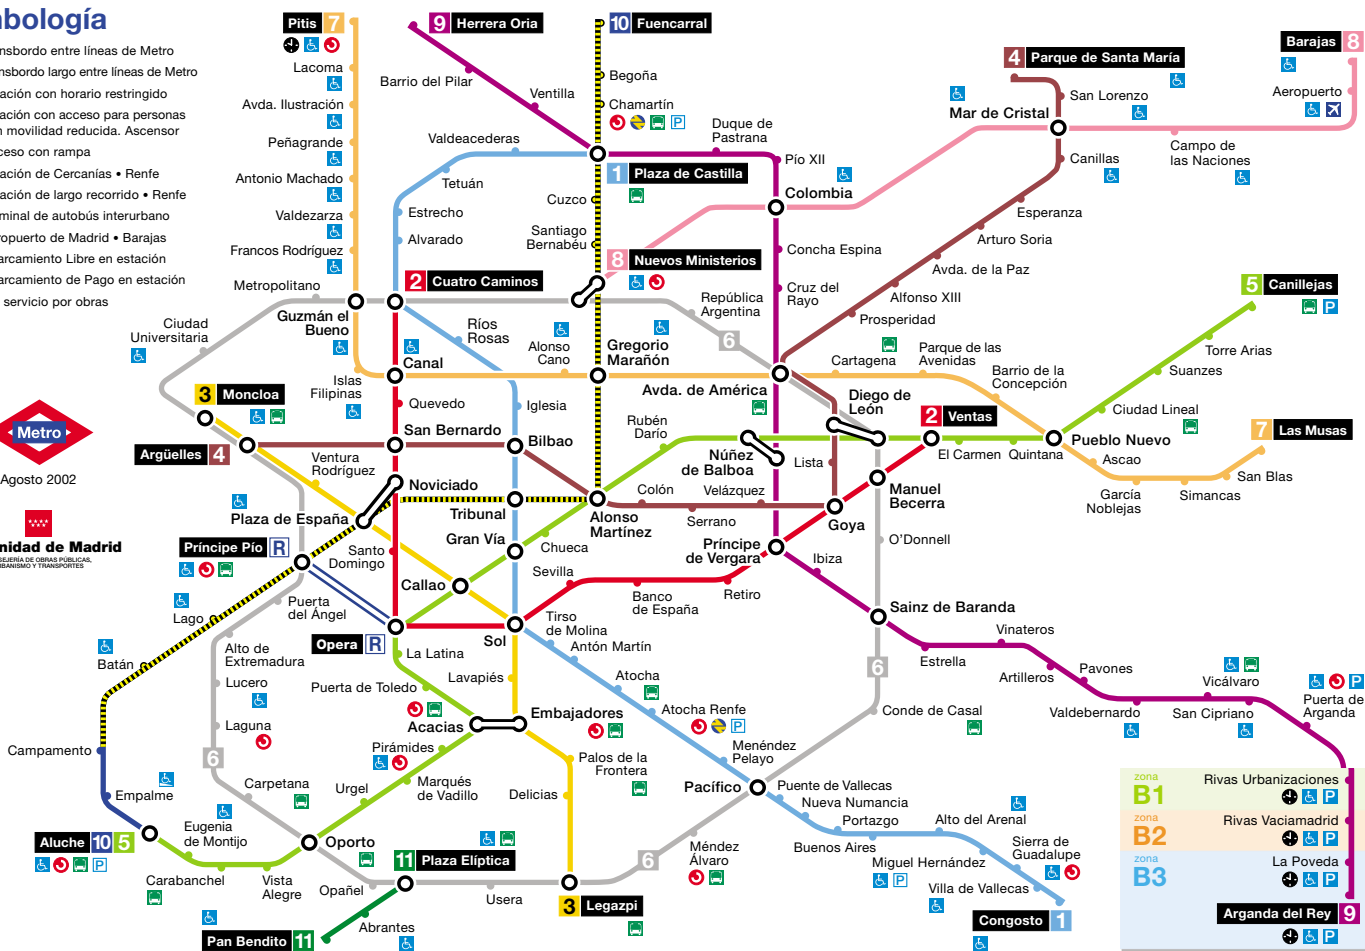 bología
nsbordo entre líneas de Metro
nsbordo largo entre líneas de Metro
ación con horario restringido
ación con acceso para personas
n movilidad reducida. Ascensor
ceso con rampa
ación de Cercanías • Renfe
ación de largo recorrido • Renfe
minal de autobús interurbano
ropuerto de Madrid • Barajas
arcamiento Libre en estación
arcamiento de Pago en estación
servicio por obras
Metro
Agosto 2002
nidad de Madrid
SEJERÍA DE OBRAS PÚBLICAS,
RBANISMO Y TRANSPORTES
Pitis 7
Lacoma
Avda. Ilustración
Peñagrande
Antonio Machado
Valdezarza
Francos Rodríguez
Metropolitano
Guzmán el
Bueno
Ciudad
Universitaria
Islas
Filipinas
3 Moncloa
Argüelles 4
Ventura
Rodríguez
Plaza de España
Príncipe Pío R
Lago
Batán
Campamento
Empalme
Aluche 10 5
9 Herrera Oria
Barrio del Pilar
Ventilla
10 Fuencarral
Begoña
Chamartín
P
Valdeacederas
Tetuán
Estrecho
Alvarado
1 Plaza de Castilla
Duque de
Pastrana
Pío XII
Colombia
Cuzco
Santiago
Bernabéu
8 Nuevos Ministerios
Concha Espina
Cruz del
Rayo
República
Argentina
6
2 Cuatro Caminos
Ríos
Rosas
Alonso
Cano
Gregorio
Marañón
Canal
Quevedo
San Bernardo
Iglesia
Bilbao
Noviciado
Tribunal
Gran Vía
Chueca
Alonso
Martínez
Santo
Domingo
Callao
Opera R
Sol
Sevilla
Banco
de España
Retiro
Rubén
Darío
Colón
Serrano
Velázquez
Núñez
de Balboa
Lista
Goya
Príncipe
de Vergara
Ibiza
Avda. de América
Diego de
León
2 Ventas
Manuel
Becerra
O'Donnell
Sainz de Baranda
6
Conde de Casal
4 Parque de Santa María
San Lorenzo
Mar de Cristal
Canillas
Esperanza
Arturo Soria
Avda. de la Paz
Alfonso XIII
Prosperidad
Barajas 8
Aeropuerto
Campo de
las Naciones
Cartagena
Parque de las
Avenidas
Barrio de la
Concepción
5 Canillejas
P
Torre Arias
Suanzes
Ciudad Lineal
Pueblo Nuevo
El Carmen
Quintana
Ascao
García
Noblejas
Simancas
San Blas
7 Las Musas
Puerta
del Ángel
Alto de
Extremadura
Lucero
Laguna
6
Carpetana
Oporto
Opañel
11 Plaza Elíptica
Usera
3 Legazpi
6
Abrantes
Pan Bendito 11
La Latina
Puerta de Toledo
Acacias
Pirámides
Marqués
de Vadillo
Urgel
Vista
Alegre
Carabanchel
Eugenia
de Montijo
P
Lavapiés
Embajadores
Palos de la
Frontera
Delicias
Tirso
de Molina
Antón Martín
Atocha
Atocha Renfe
P
Menéndez
Pelayo
Pacífico
Méndez
Álvaro
Puente de Vallecas
Nueva Numancia
Portazgo
Buenos Aires
Alto del Arenal
Miguel Hernández
P
Sierra de
Guadalupe
Villa de Vallecas
Congosto 1
Estrella
Vinateros
Artilleros
Pavones
Valdebernardo
Vicálvaro
San Cipriano
P
Puerta de
Arganda
zona
B1
Rivas Urbanizaciones
P
zona
B2
Rivas Vaciamadrid
P
zona
B3
La Poveda
P
Arganda del Rey 9
P